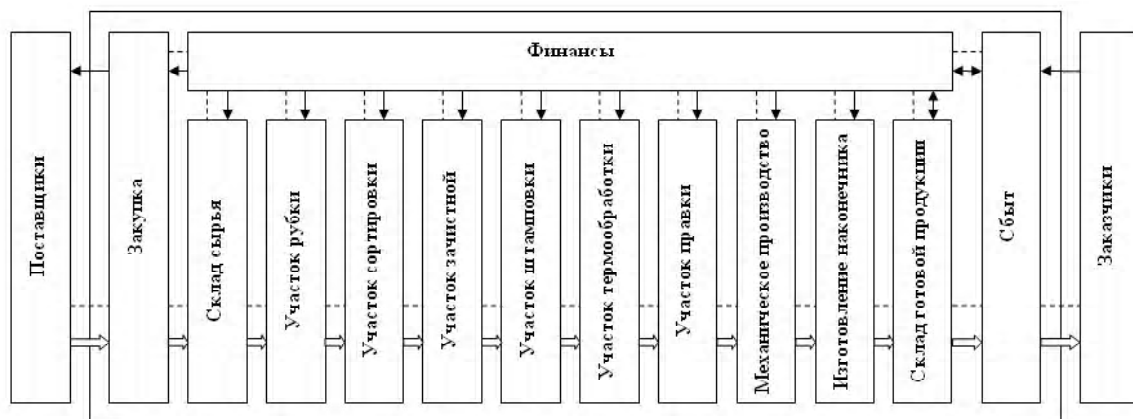 Финансы
Поставщики
Закупка
Склад сырья
Участок рубки
Участок сортировки
Участок зачистной
Участок штамповки
Участок термообработки
Участок правки
Механическое производство
Изготовление наконечника
Склад готовой продукции
Сбыт
Заказчики